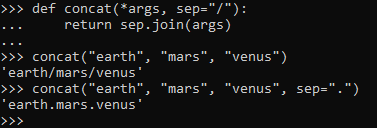 >>> def concat(*args, sep="/"):
...     return sep.join(args)
...
>>> concat("earth", "mars", "venus")
'earth/mars/venus'
>>> concat("earth", "mars", "venus", sep=".")
'earth.mars.venus'
>>>